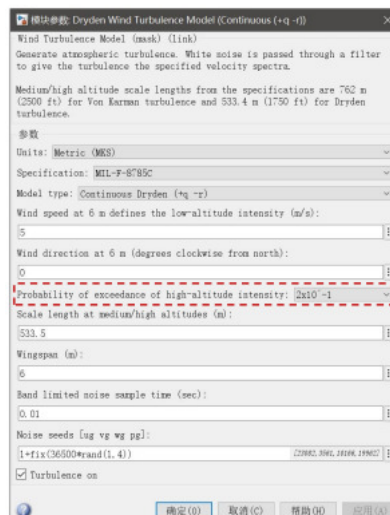 模块参数: Dryden Wind Turbulence Model (Continuous (+q -r))
Wind Turbulence Model (mask) (link)
Generate atmospheric turbulence. White noise is passed through a filter
to give the turbulence the specified velocity spectra.
Medium/high altitude scale lengths from the specifications are 762 m
(2500 ft) for Von Karman turbulence and 533.4 m (1750 ft) for Dryden
turbulence.
参数
Units: Metric (MKS)
Specification: MIL-F-8785C
Model type: Continuous Dryden (+q -r)
Wind speed at 6 m defines the low-altitude intensity (m/s):
5
Wind direction at 6 m (degrees clockwise from north):
0
Probability of exceedance of high-altitude intensity: 2x10^-1
Scale length at medium/high altitudes (m):
533.5
Wingspan (m):
6
Band limited noise sample time (sec):
0.01
Noise seeds [ug vg wg pg]:
1+fix(36500*rand(1,4))
Turbulence on
确定(O) 取消(C) 帮助(H) 应用(A)